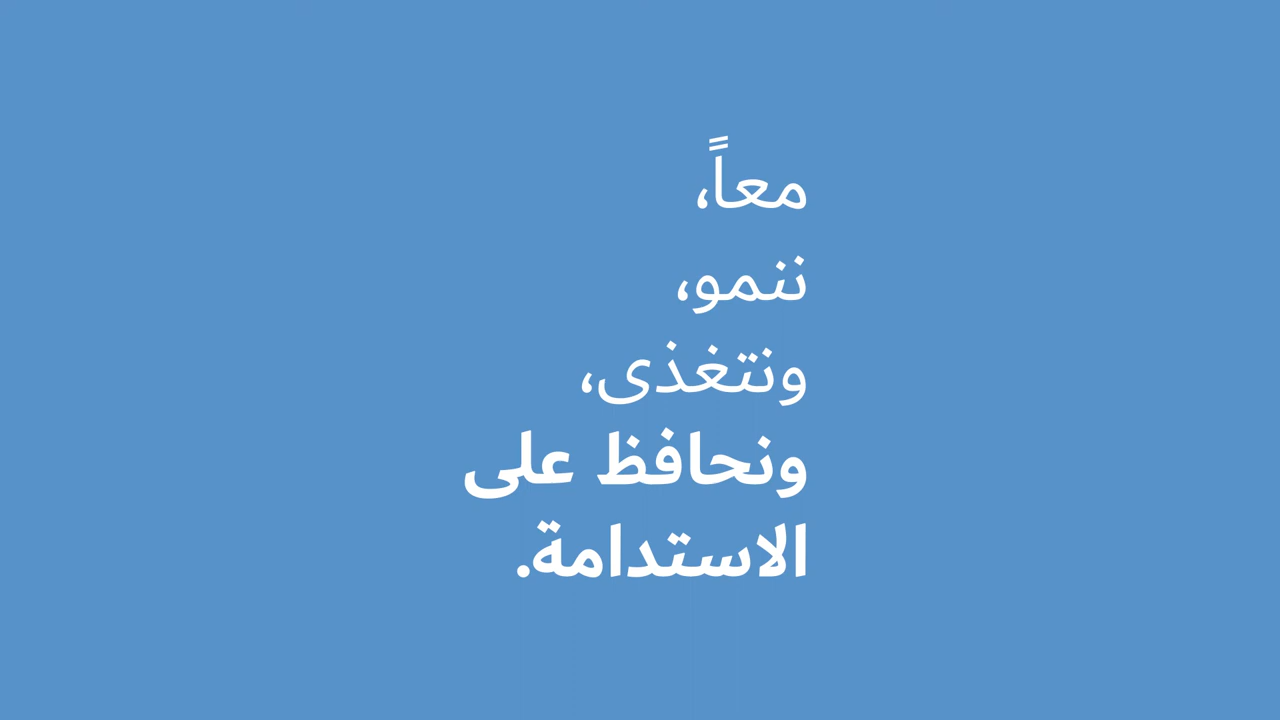 معاً،
ننمو،
ونتغذى،
ونحافظ على
الاستدامة.